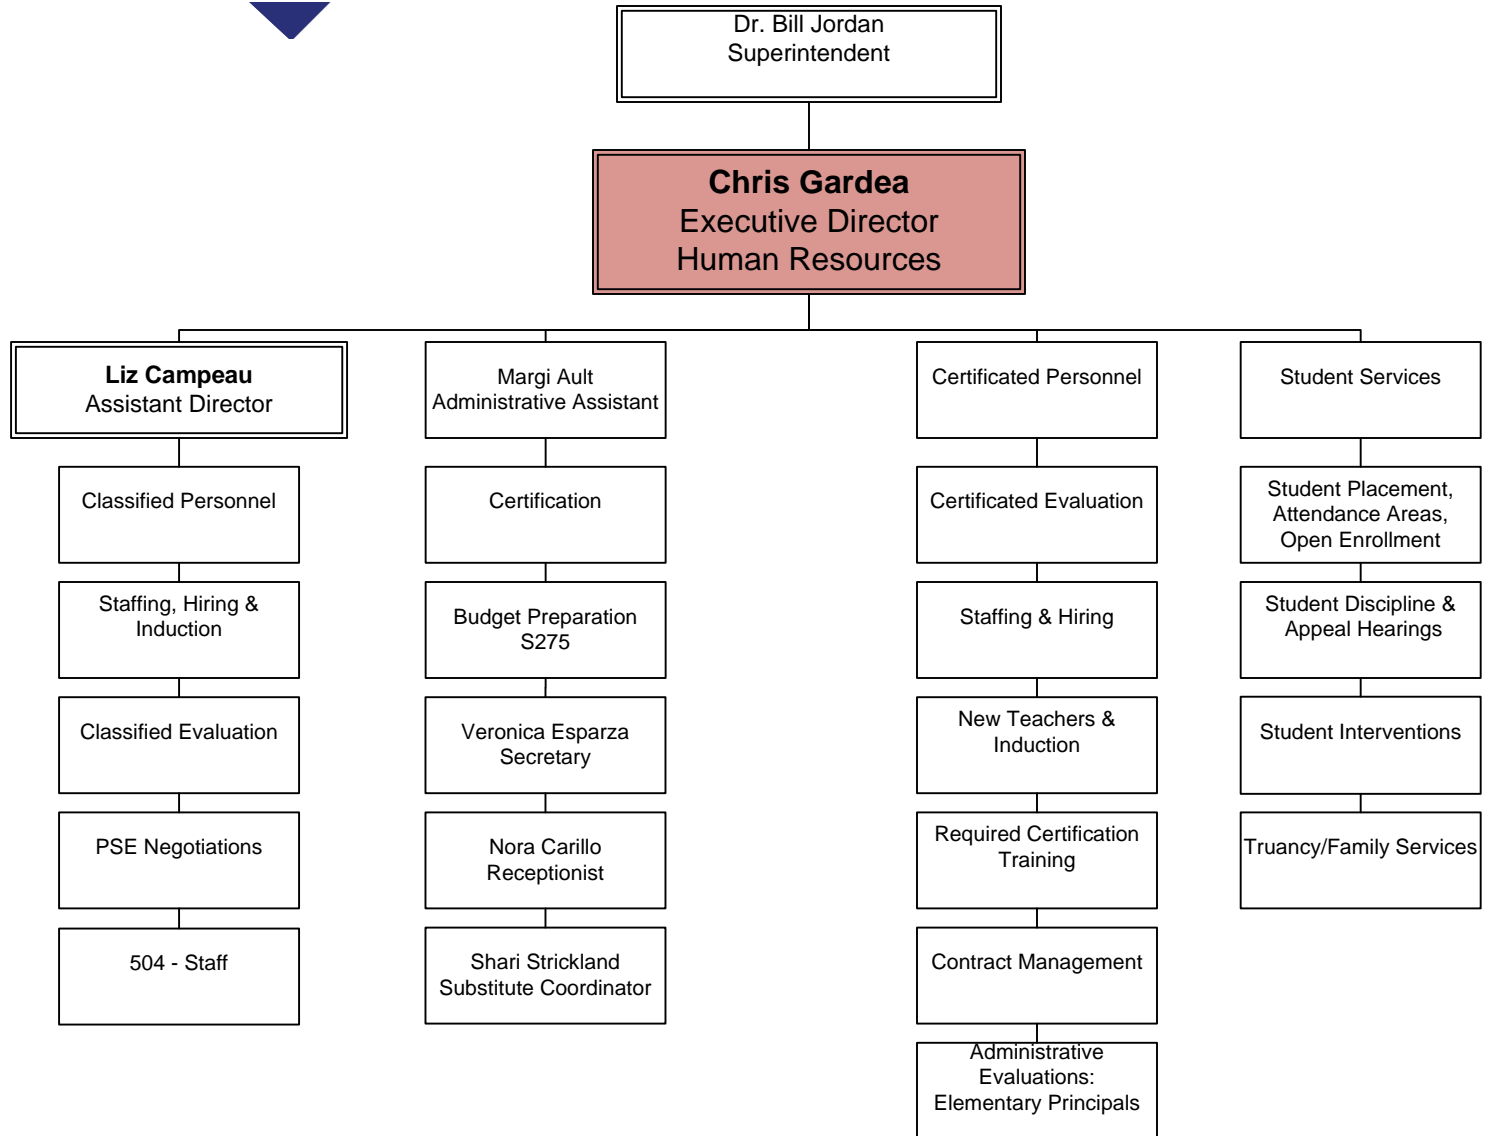 Dr. Bill Jordan
Superintendent
Chris Gardea
Executive Director
Human Resources
Liz Campeau
Assistant Director
Classified Personnel
Staffing, Hiring &
Induction
Classified Evaluation
PSE Negotiations
504 - Staff
Margi Ault
Administrative Assistant
Certification
Budget Preparation
S275
Veronica Esparza
Secretary
Nora Carillo
Receptionist
Shari Strickland
Substitute Coordinator
Certificated Personnel
Certificated Evaluation
Staffing & Hiring
New Teachers &
Induction
Required Certification
Training
Contract Management
Administrative
Evaluations:
Elementary Principals
Student Services
Student Placement,
Attendance Areas,
Open Enrollment
Student Discipline &
Appeal Hearings
Student Interventions
Truancy/Family Services